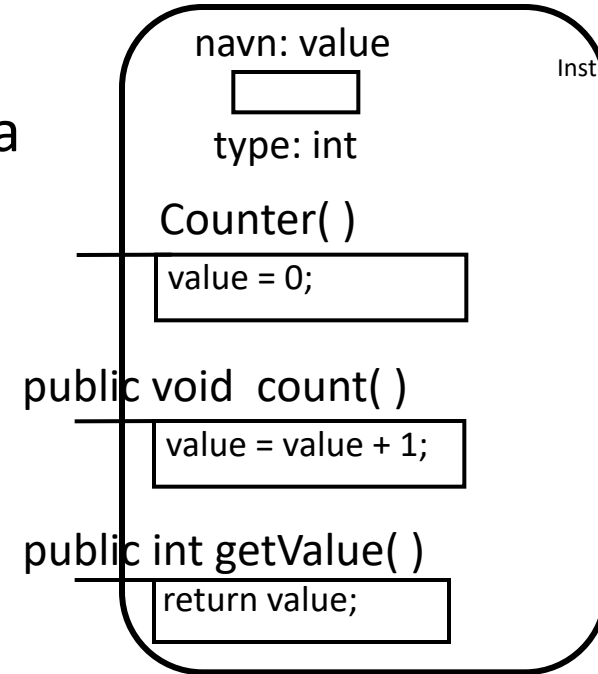 navn: value
Inst
a
type: int
Counter( )
value = 0;
public void count( )
value = value + 1;
public int getValue( )
return value;